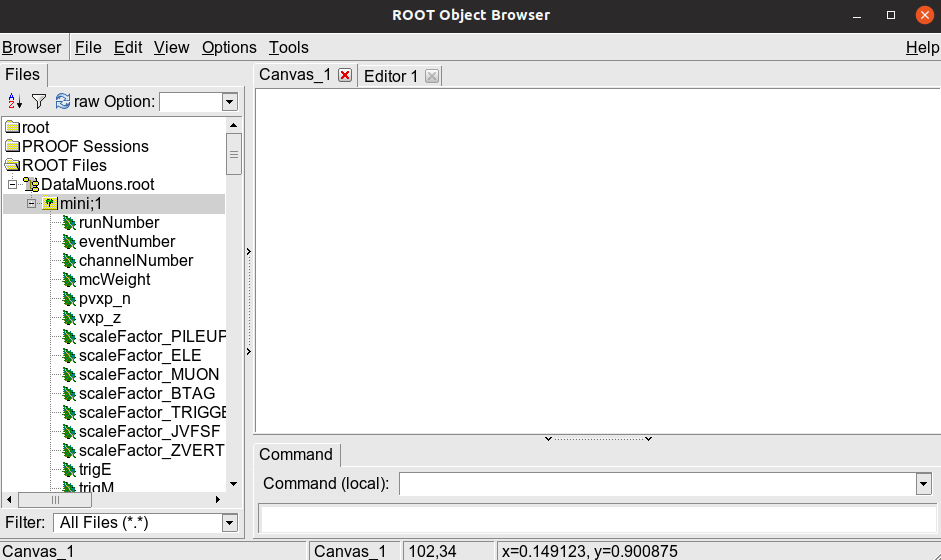 ROOT Object Browser
Browser File Edit View Options Tools Help
Files
Canvas_1 Editor 1
raw Option:
root
PROOF Sessions
ROOT Files
DataMuons.root
mini;1
runNumber
eventNumber
channelNumber
mcWeight
pvxp_n
vxp_z
scaleFactor_PILEUP
scaleFactor_ELE
scaleFactor_MUON
scaleFactor_BTAG
scaleFactor_TRIGGE
scaleFactor_JVFSF
scaleFactor_ZVERT
trigE
trigM
Filter: All Files (*.*)
Command
Command (local):
Canvas_1 Canvas_1 102,34 x=0.149123, y=0.900875